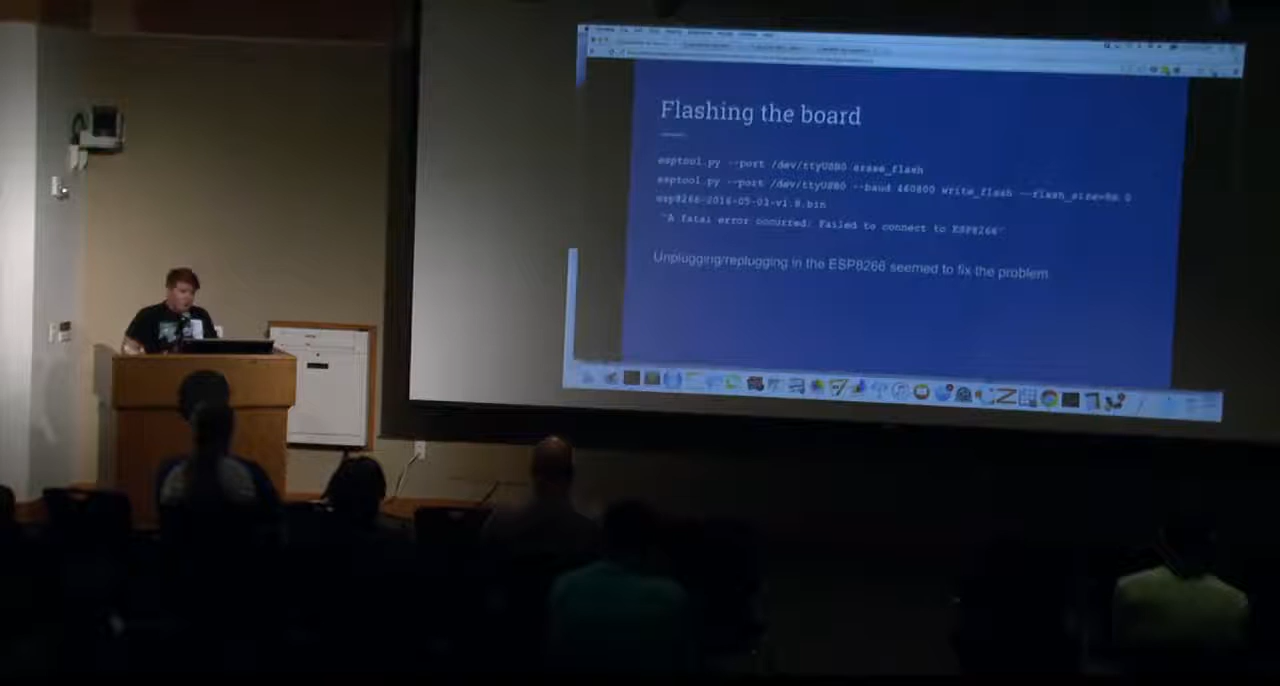 Flashing the board
esptool.py --port /dev/ttyUSB0 erase_flash
esptool.py --port /dev/ttyUSB0 --baud 460800 write_flash --flash_size=8m 0
esp8266-2016-05-03-v1.8.bin
"A fatal error occurred: Failed to connect to ESP8266"
Unplugging/replugging in the ESP8266 seemed to fix the problem